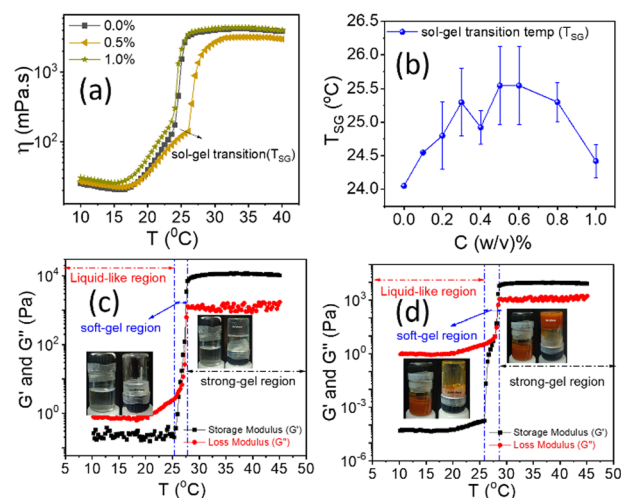 0.0%
0.5%
1.0%
(a)
sol-gel transition(T_SG)
η (mPa.s)
10³
10²
10 15 20 25 30 35 40
T (⁰C)
sol-gel transition temp (T_SG)
(b)
T_SG (⁰C)
26.0
25.5
25.0
24.5
24.0
0.0 0.2 0.4 0.6 0.8 1.0
C (w/v)%
Liquid-like region
(c)
soft-gel region
strong-gel region
Storage Modulus (G')
Loss Modulus (G'')
G' and G'' (Pa)
10⁴
10²
10⁰
5 10 15 20 25 30 35 40 45 50
T (⁰C)
Liquid-like region
(d)
soft-gel region
strong-gel region
Storage Modulus (G')
Loss Modulus (G'')
G' and G'' (Pa)
10³
10⁰
10⁻⁴
10⁻⁶
5 10 15 20 25 30 35 40 45 50
T (⁰C)